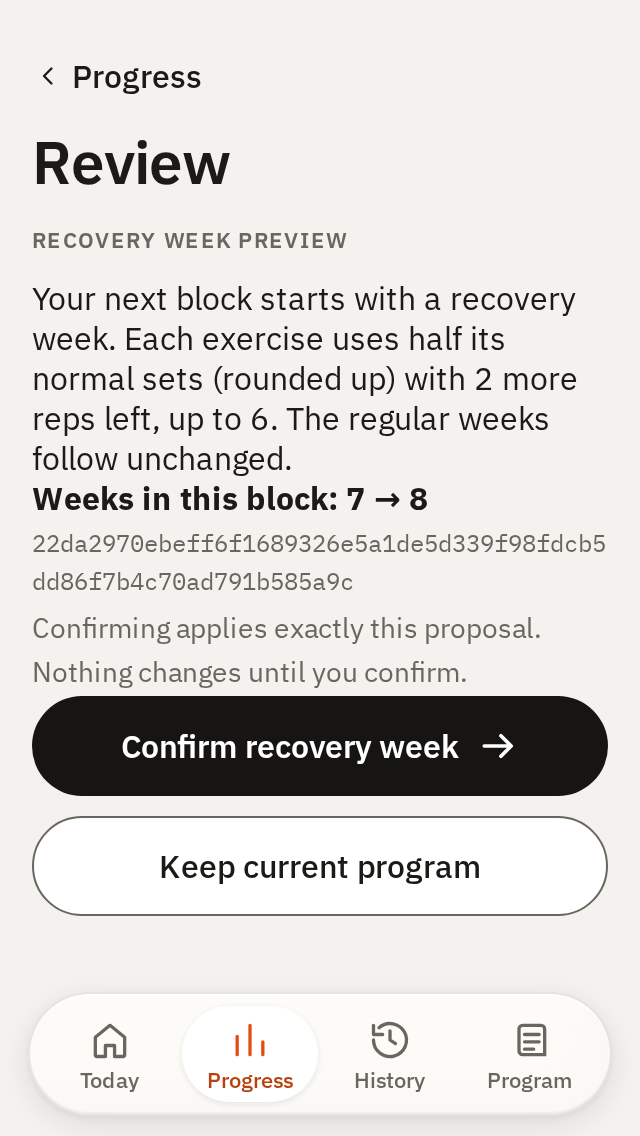 Progress
Review
RECOVERY WEEK PREVIEW
Your next block starts with a recovery
week. Each exercise uses half its
normal sets (rounded up) with 2 more
reps left, up to 6. The regular weeks
follow unchanged.
Weeks in this block: 7 → 8
22da2970ebeff6f1689326e5a1de5d339f98fdcb5
dd86f7b4c70ad791b585a9c
Confirming applies exactly this proposal.
Nothing changes until you confirm.
Confirm recovery week →
Keep current program
Today
Progress
History
Program